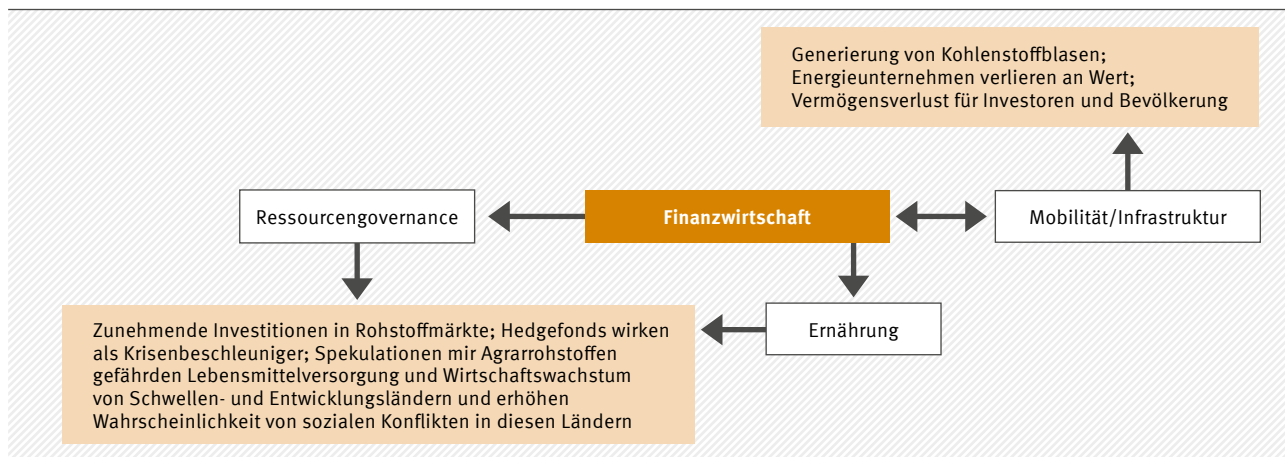 Generierung von Kohlenstoffblasen;
Energieunternehmen verlieren an Wert;
Vermögensverlust für Investoren und Bevölkerung
Ressourcengovernance
Finanzwirtschaft
Mobilität/Infrastruktur
Zunehmende Investitionen in Rohstoffmärkte; Hedgefonds wirken
als Krisenbeschleuniger; Spekulationen mir Agrarrohstoffen
gefährden Lebensmittelversorgung und Wirtschaftswachstum
von Schwellen- und Entwicklungsländern und erhöhen
Wahrscheinlichkeit von sozialen Konflikten in diesen Ländern
Ernährung